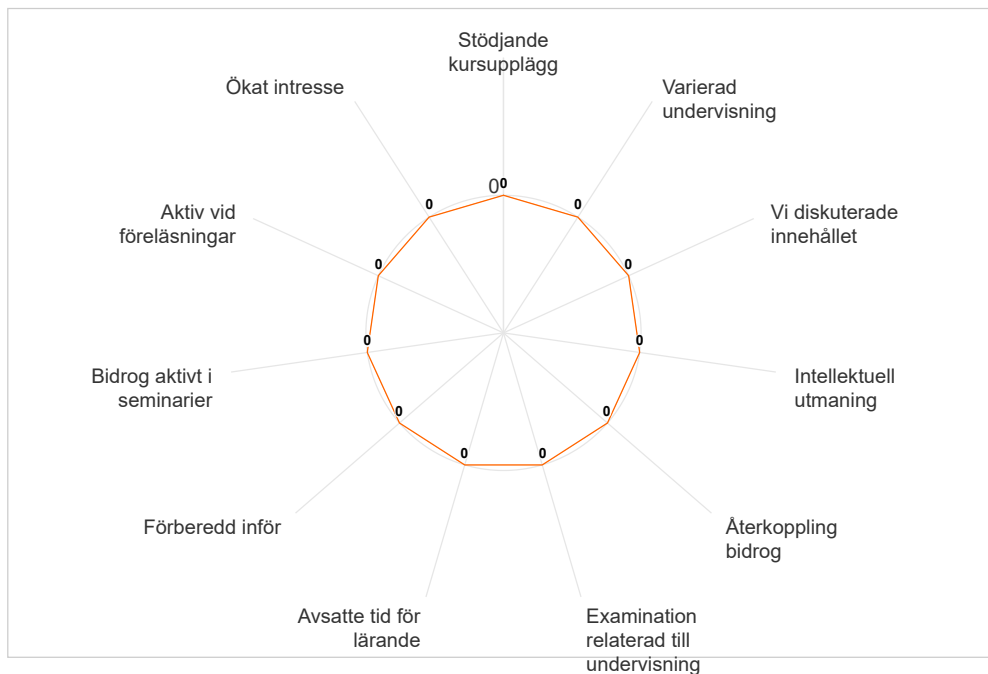 Stödjande
kursupplägg
Varierad
undervisning
Vi diskuterade
innehållet
Intellektuell
utmaning
Återkoppling
bidrog
Examination
relaterad till
undervisning
Avsatte tid för
lärande
Förberedd inför
Bidrog aktivt i
seminarier
Aktiv vid
föreläsningar
Ökat intresse
0
0
0
0
0
0
0
0
0
0
0
0